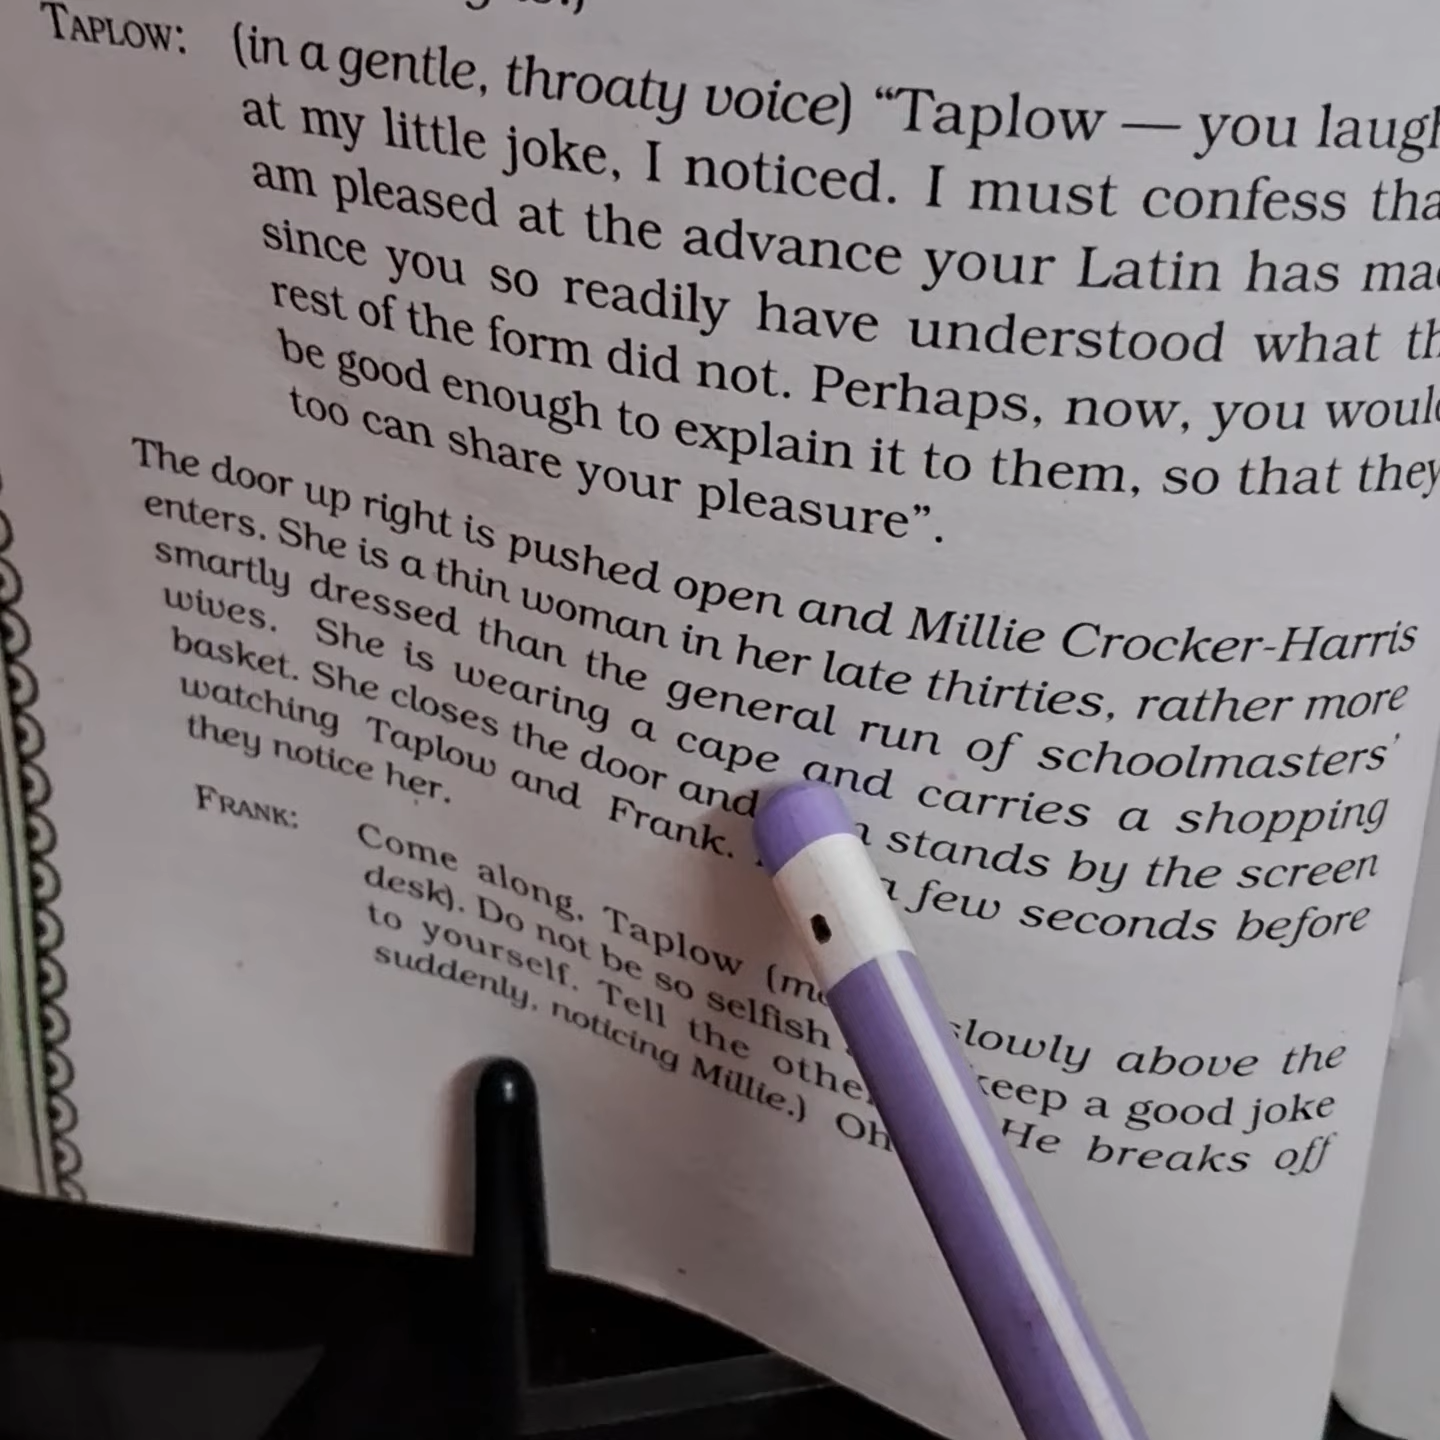 TAPLOW: (in a gentle, throaty voice) “Taplow — you
at my little joke, I noticed. I must confess
am pleased at the advance your Latin has
since you so readily have understood what
rest of the form did not. Perhaps, now, you
be good enough to explain it to them, so that they
too can share your pleasure”.
The door up right is pushed open and Millie Crocker-Harris
enters. She is a thin woman in her late thirties, rather more
smartly dressed than the general run of schoolmasters’
wives. She is wearing a cape and carries a shopping
basket. She closes the door and stands by the screen
watching Taplow and Frank. a few seconds before
they notice her.
FRANK: Come along, Taplow slowly above the
desk). Do not be so selfish keep a good joke
to yourself. Tell the He breaks off
suddenly, noticing Millie.) Oh